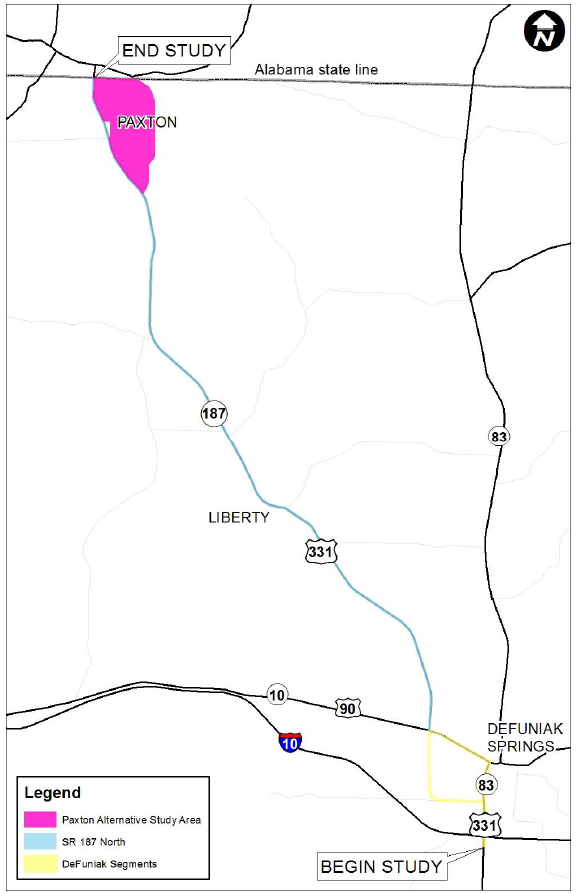 N
END STUDY
Alabama state line
PAXTON
187
83
LIBERTY
331
10
90
10
DEFUNIAK
SPRINGS
83
331
BEGIN STUDY
Legend
Paxton Alternative Study Area
SR 187 North
DeFuniak Segments